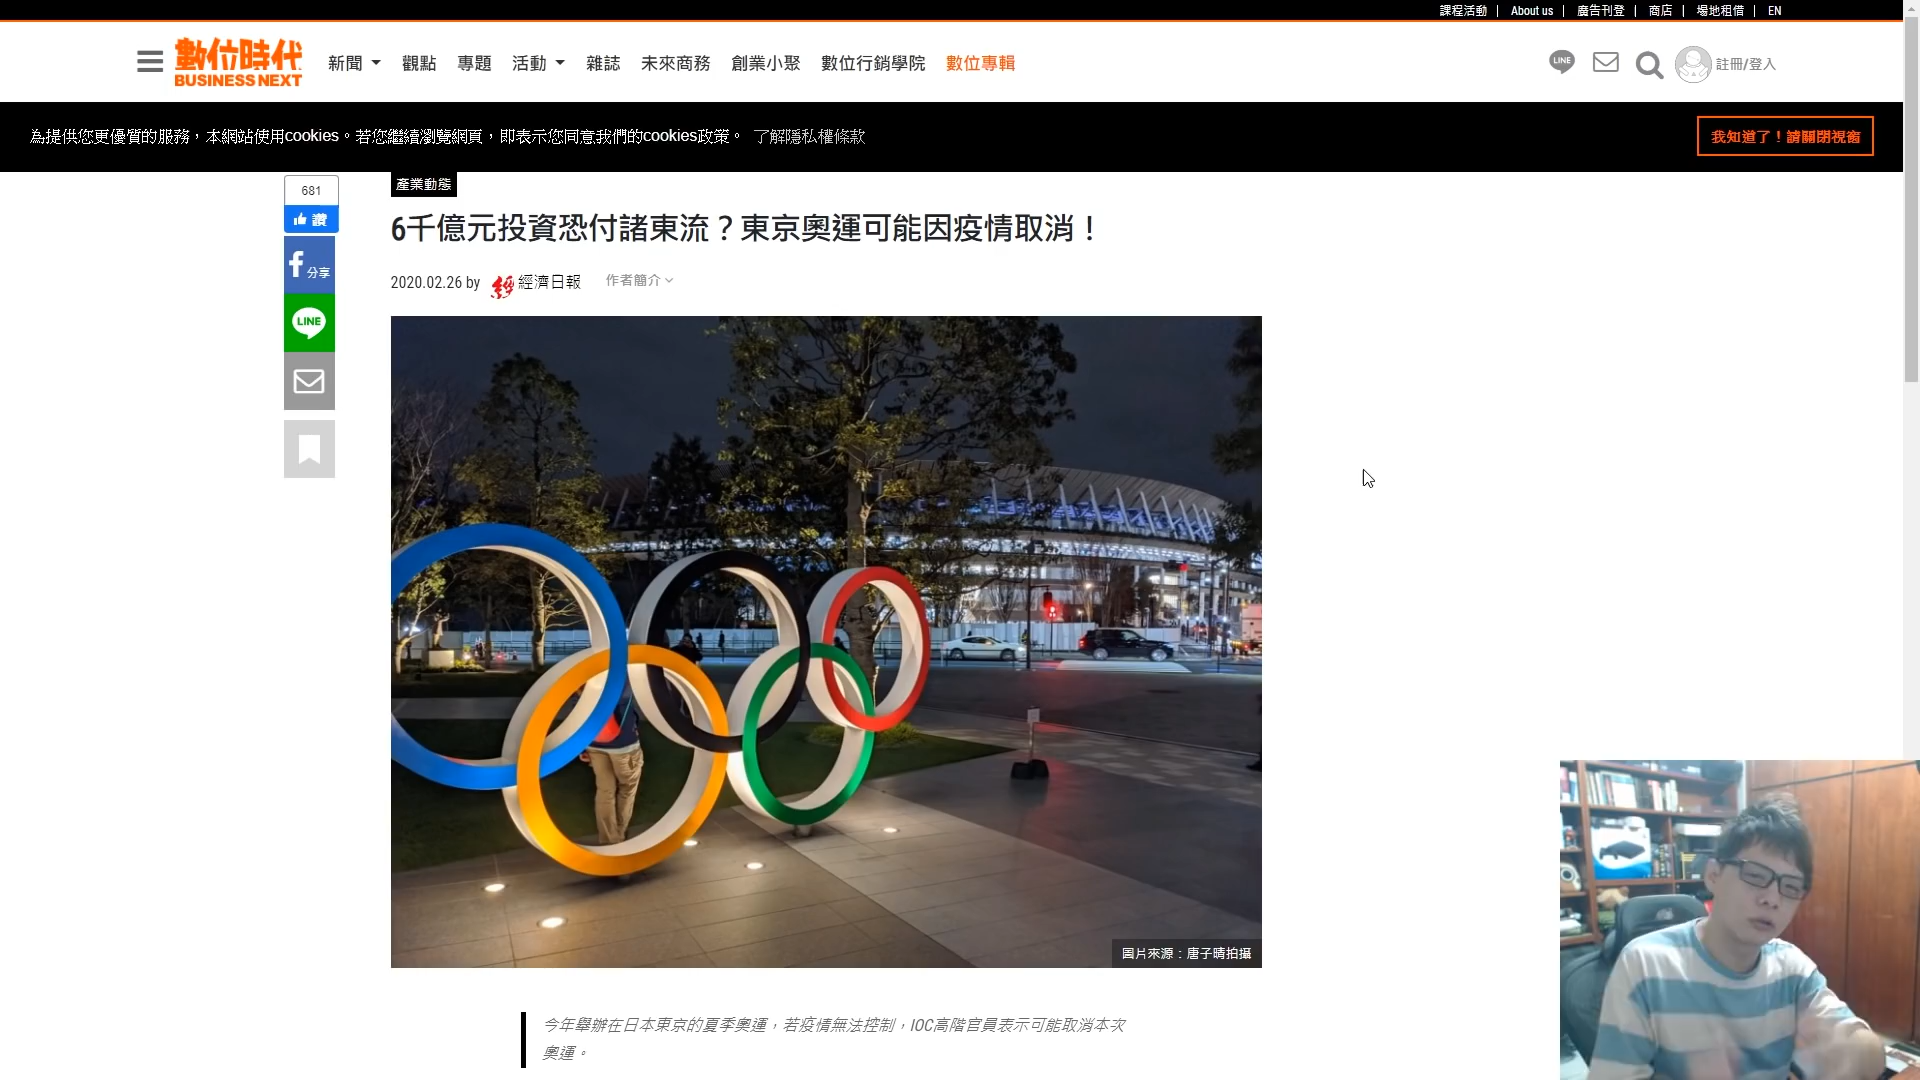 課程活動 | About us | 廣告刊登 | 商店 | 場地租借 | EN
數位時代
BUSINESS NEXT
新聞 觀點 專題 活動 雜誌 未來商務 創業小聚 數位行銷學院 數位專輯
LINE
註冊/登入
為提供您更優質的服務，本網站使用cookies。若您繼續瀏覽網頁，即表示您同意我們的cookies政策。 了解隱私權條款
我知道了！請關閉視窗
681
讚
分享
LINE
產業動態
6千億元投資恐付諸東流？東京奧運可能因疫情取消！
2020.02.26 by 經濟日報 作者簡介
圖片來源：唐子晴拍攝
今年舉辦在日本東京的夏季奧運，若疫情無法控制，IOC高階官員表示可能取消本次
奧運。